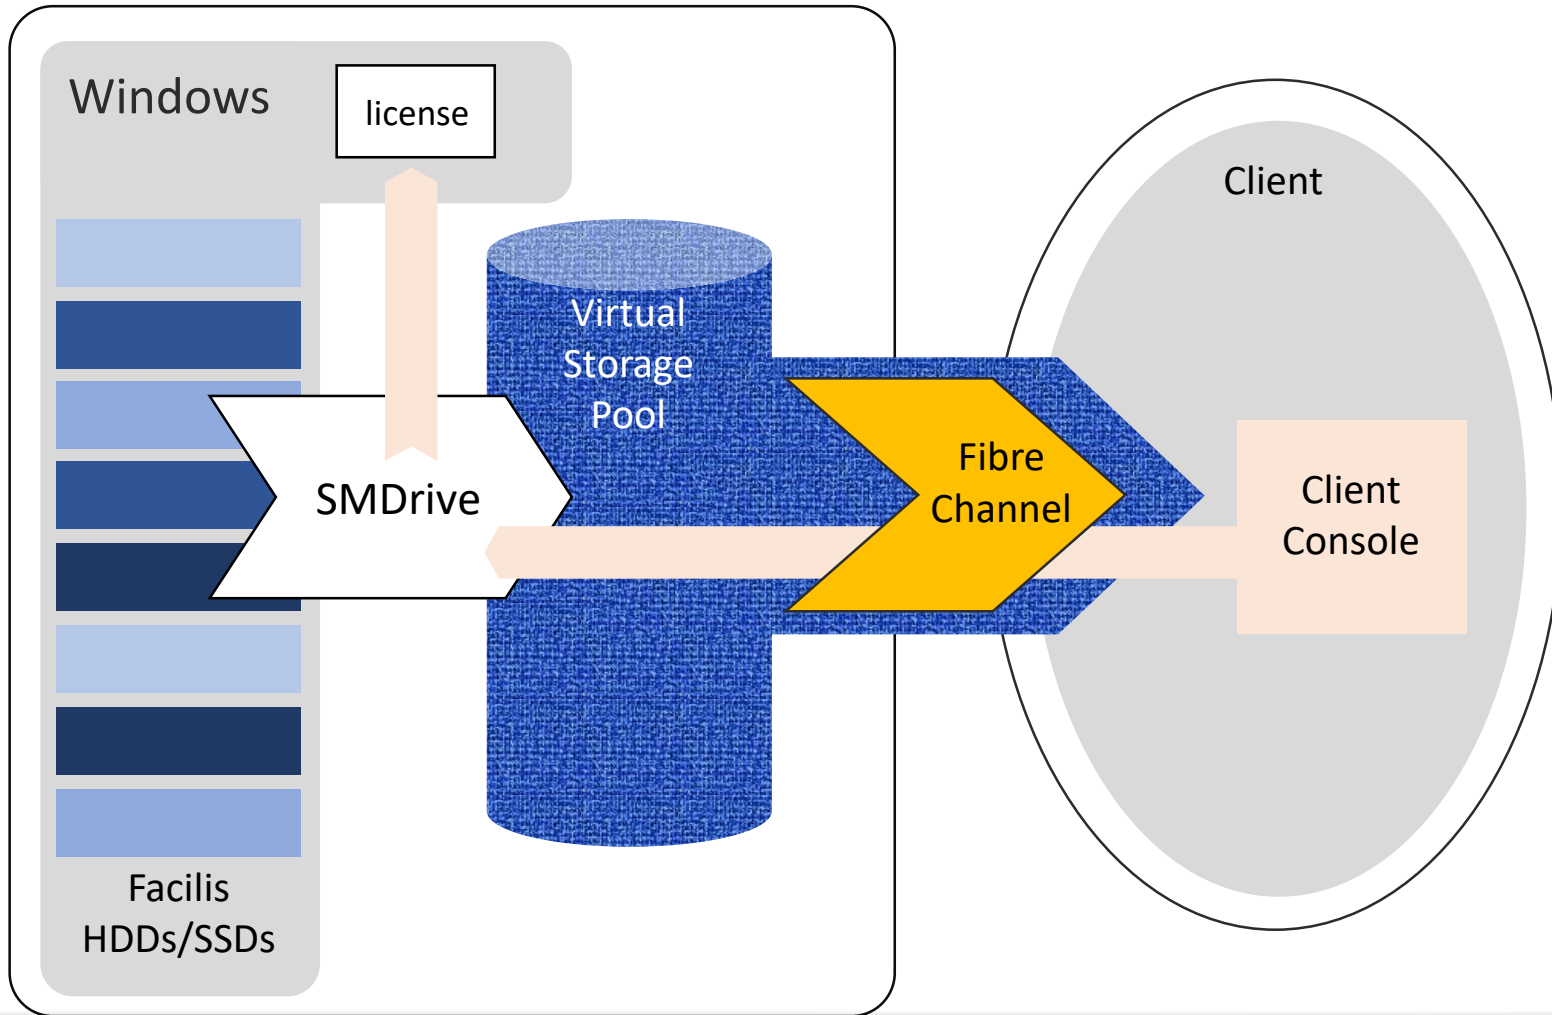 Windows
license
Client
Virtual
Storage
Pool
SMDrive
Fibre
Channel
Client
Console
Facilis
HDDs/SSDs